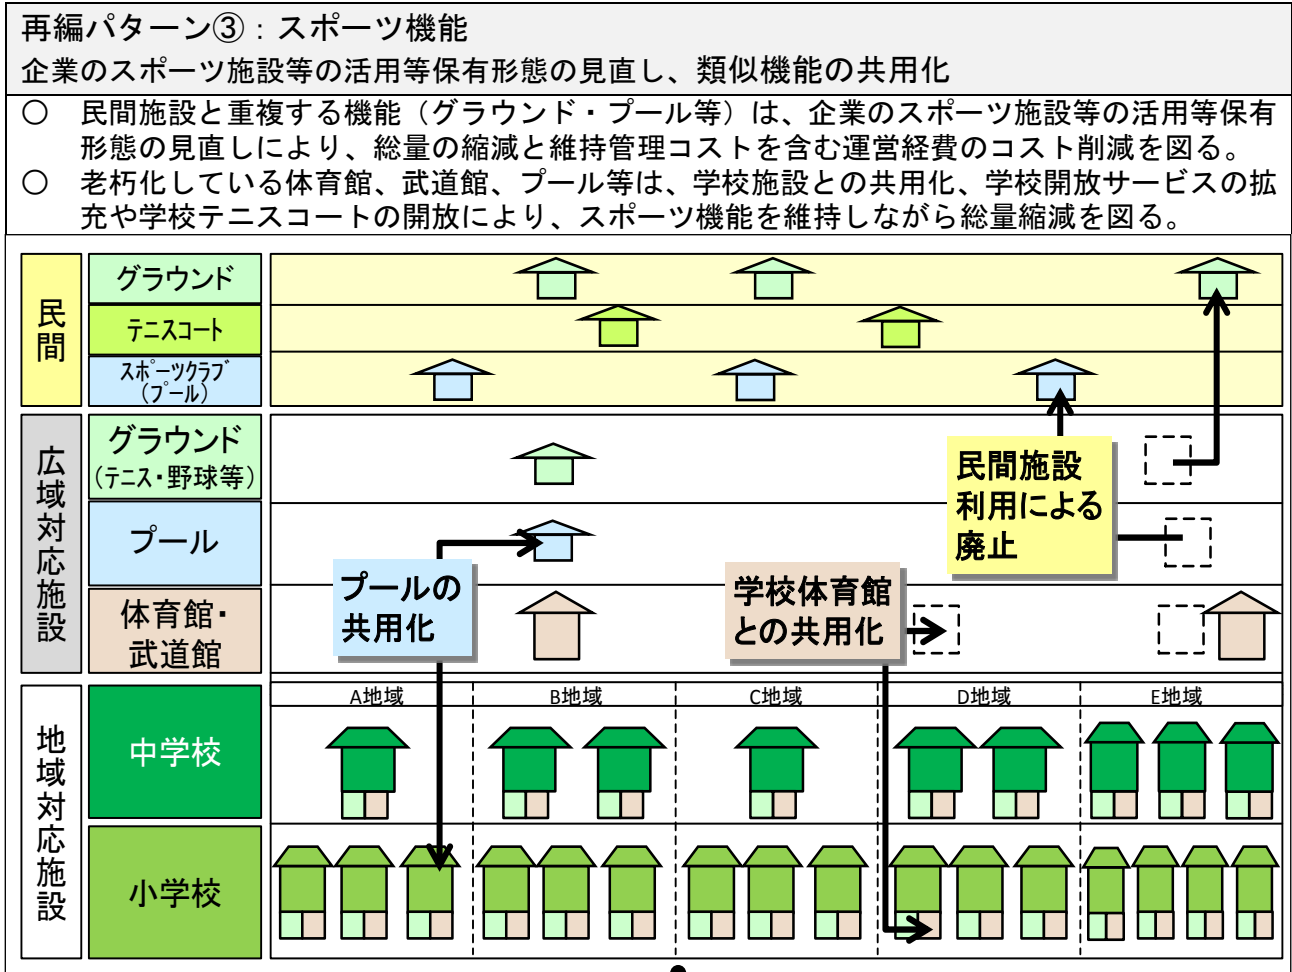 再編パターン③：スポーツ機能
企業のスポーツ施設等の活用等保有形態の見直し、類似機能の共用化
○　民間施設と重複する機能（グラウンド・プール等）は、企業のスポーツ施設等の活用等保有
形態の見直しにより、総量の縮減と維持管理コストを含む運営経費のコスト削減を図る。
○　老朽化している体育館、武道館、プール等は、学校施設との共用化、学校開放サービスの拡
充や学校テニスコートの開放により、スポーツ機能を維持しながら総量縮減を図る。
民間
グラウンド
ﾃﾆｽｺｰﾄ
ｽﾎﾟｰﾂｸﾗﾌﾞ
(ﾌﾟｰﾙ)
広域対応施設
グラウンド
(ﾃﾆｽ・野球等)
プール
体育館・
武道館
民間施設
利用による
廃止
プールの
共用化
学校体育館
との共用化
地域対応施設
A地域
B地域
C地域
D地域
E地域
中学校
小学校